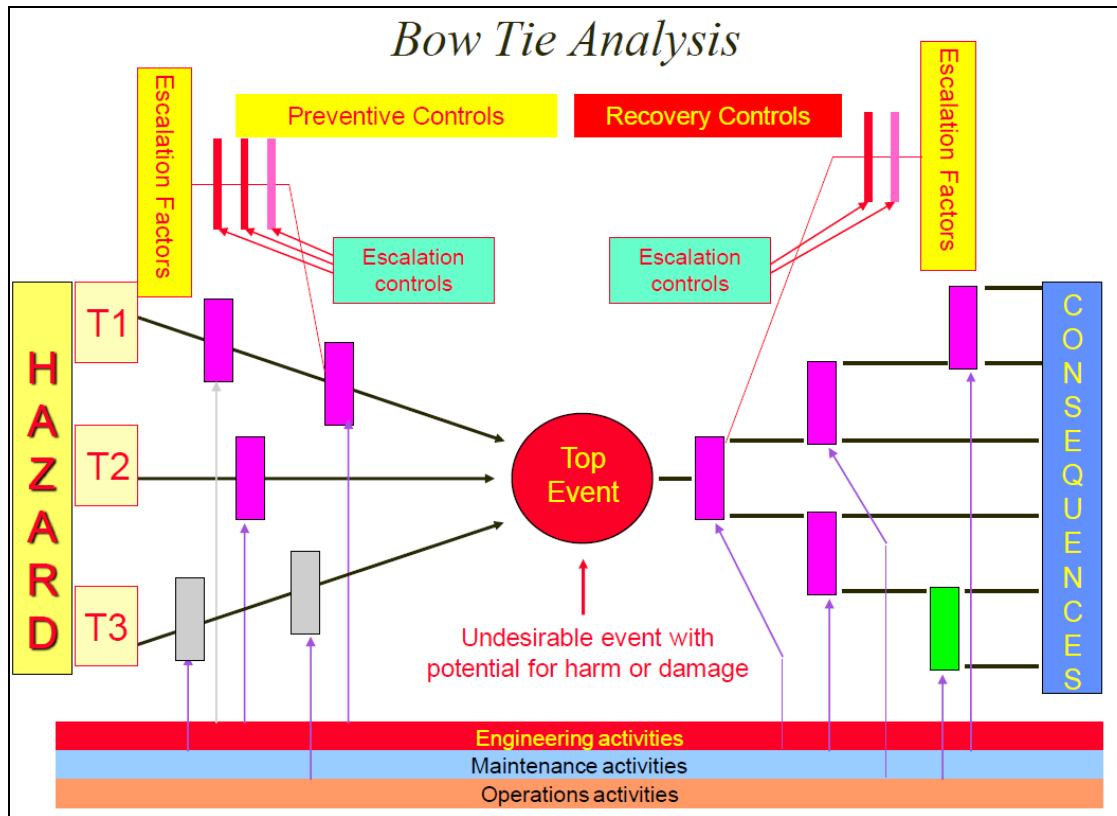 Bow Tie Analysis
Escalation Factors
Preventive Controls
Recovery Controls
Escalation Factors
Escalation
controls
Escalation
controls
HAZARD
T1
T2
T3
Top
Event
CONSEQUENCES
Undesirable event with
potential for harm or damage
Engineering activities
Maintenance activities
Operations activities